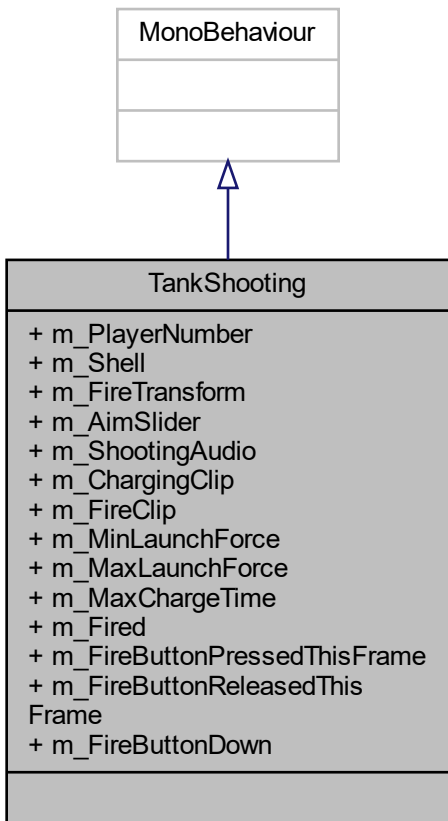 MonoBehaviour
TankShooting
+ m_PlayerNumber
+ m_Shell
+ m_FireTransform
+ m_AimSlider
+ m_ShootingAudio
+ m_ChargingClip
+ m_FireClip
+ m_MinLaunchForce
+ m_MaxLaunchForce
+ m_MaxChargeTime
+ m_Fired
+ m_FireButtonPressedThisFrame
+ m_FireButtonReleasedThis
Frame
+ m_FireButtonDown